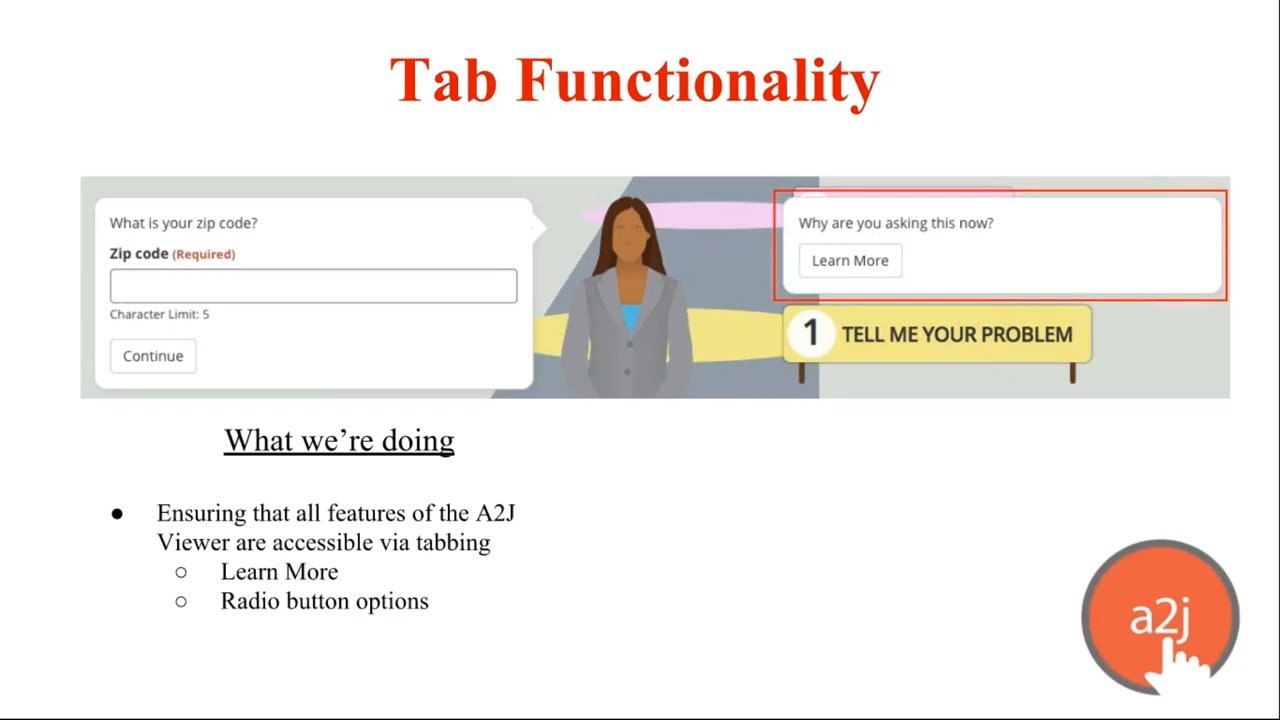 Tab Functionality
What is your zip code?
Zip code (Required)
Character Limit: 5
Continue
Why are you asking this now?
Learn More
1 TELL ME YOUR PROBLEM
What we're doing
● Ensuring that all features of the A2J
Viewer are accessible via tabbing
○ Learn More
○ Radio button options
a2j